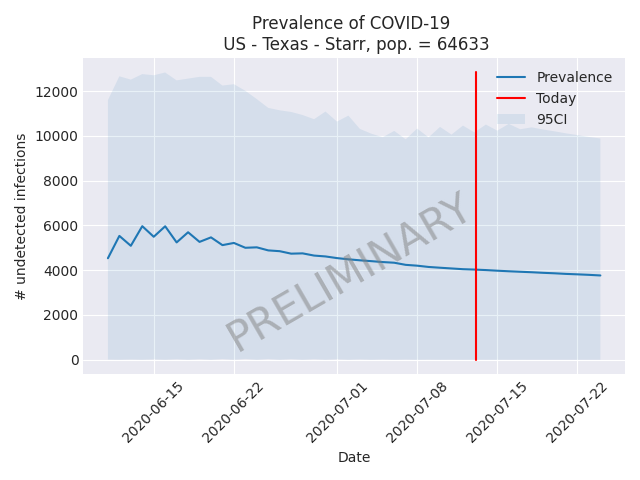 Prevalence of COVID-19
US - Texas - Starr, pop. = 64633
Prevalence
Today
95CI
# undetected infections
12000
10000
8000
6000
4000
2000
0
PRELIMINARY
2020-06-15
2020-06-22
2020-07-01
2020-07-08
2020-07-15
2020-07-22
Date